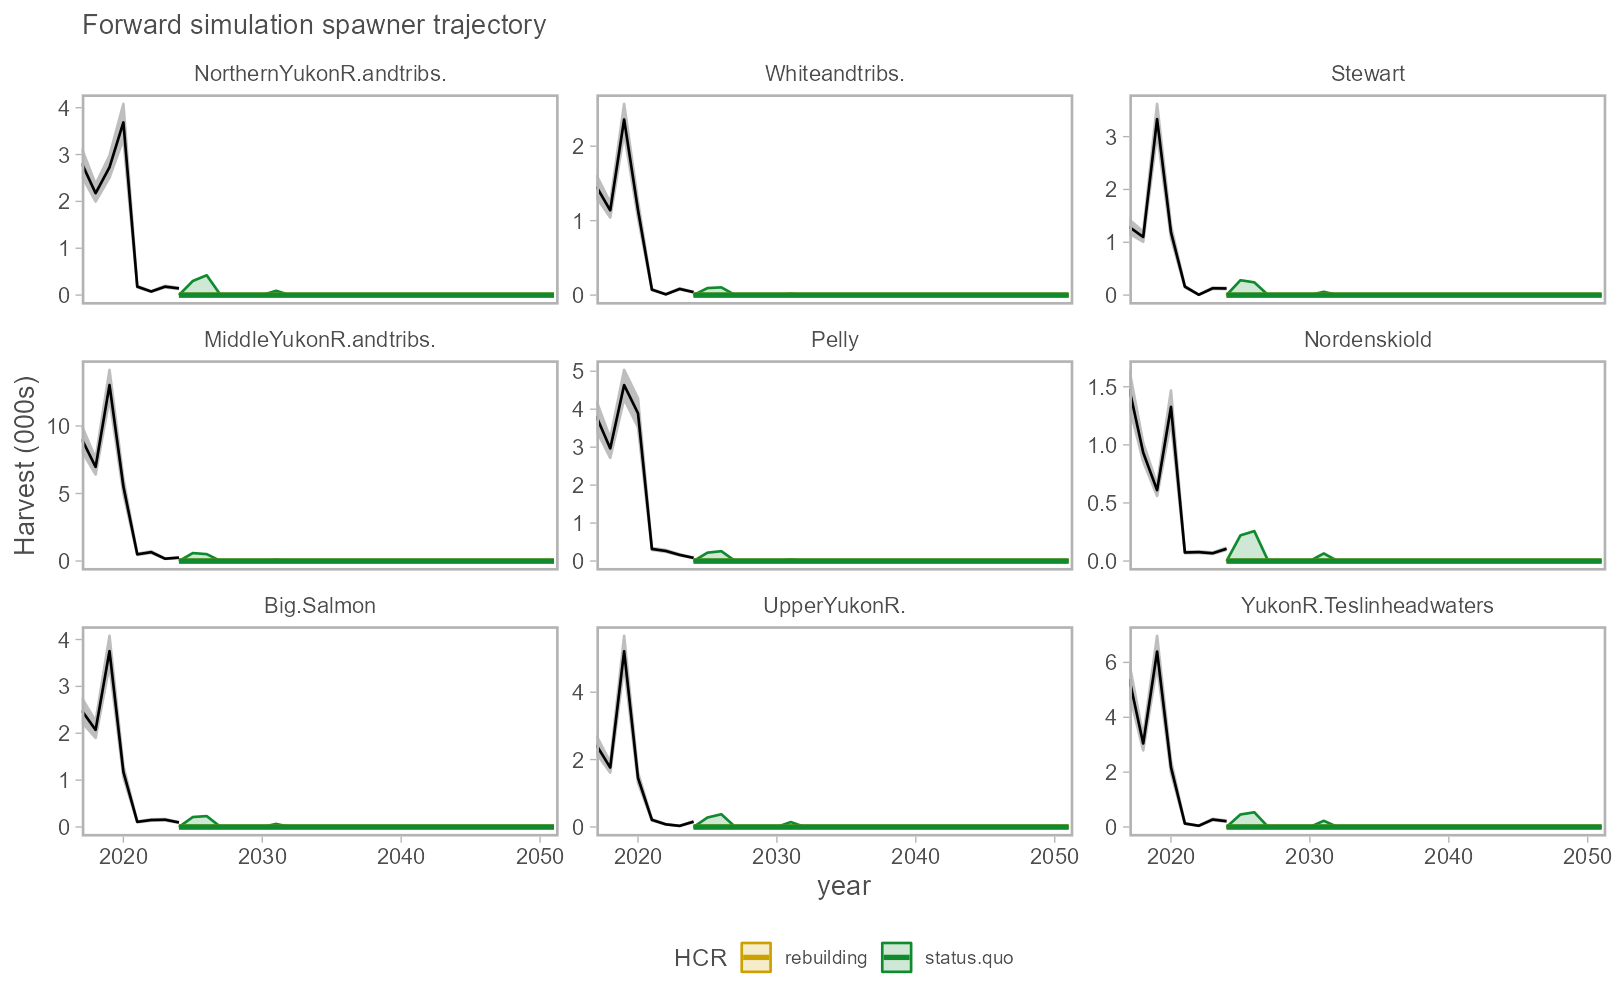 Forward simulation spawner trajectory
NorthernYukonR.andtribs.
Whiteandtribs.
Stewart
4
3
2
1
0
2
1
0
3
2
1
0
MiddleYukonR.andtribs.
Pelly
Nordenskiold
Harvest (000s)
10
5
0
5
4
3
2
1
0
1.5
1.0
0.5
0.0
Big.Salmon
UpperYukonR.
YukonR.Teslinheadwaters
4
3
2
1
0
4
2
0
6
4
2
0
2020 2030 2040 2050
2020 2030 2040 2050
2020 2030 2040 2050
year
HCR rebuilding status.quo